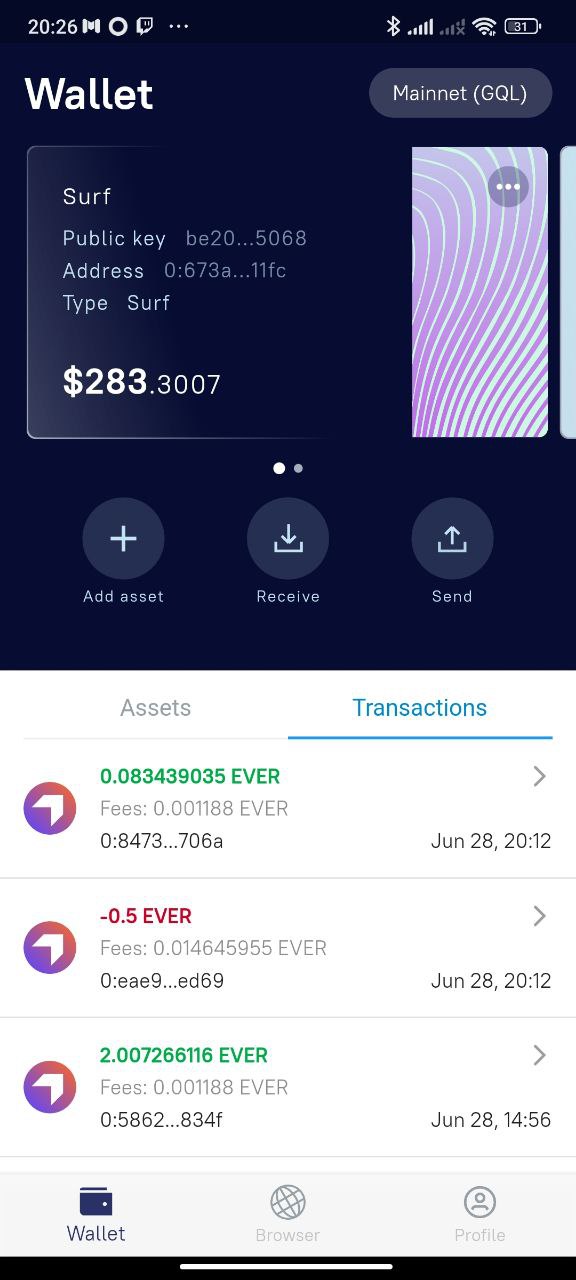 20:26 31
Wallet
Mainnet (GQL)
Surf
Public key be20...5068
Address 0:673a...11fc
Type Surf
$283.3007
Add asset Receive Send
Assets Transactions
0.083439035 EVER
Fees: 0.001188 EVER
0:8473...706a Jun 28, 20:12
-0.5 EVER
Fees: 0.014645955 EVER
0:eae9...ed69 Jun 28, 20:12
2.007266116 EVER
Fees: 0.001188 EVER
0:5862...834f Jun 28, 14:56
Wallet Browser Profile